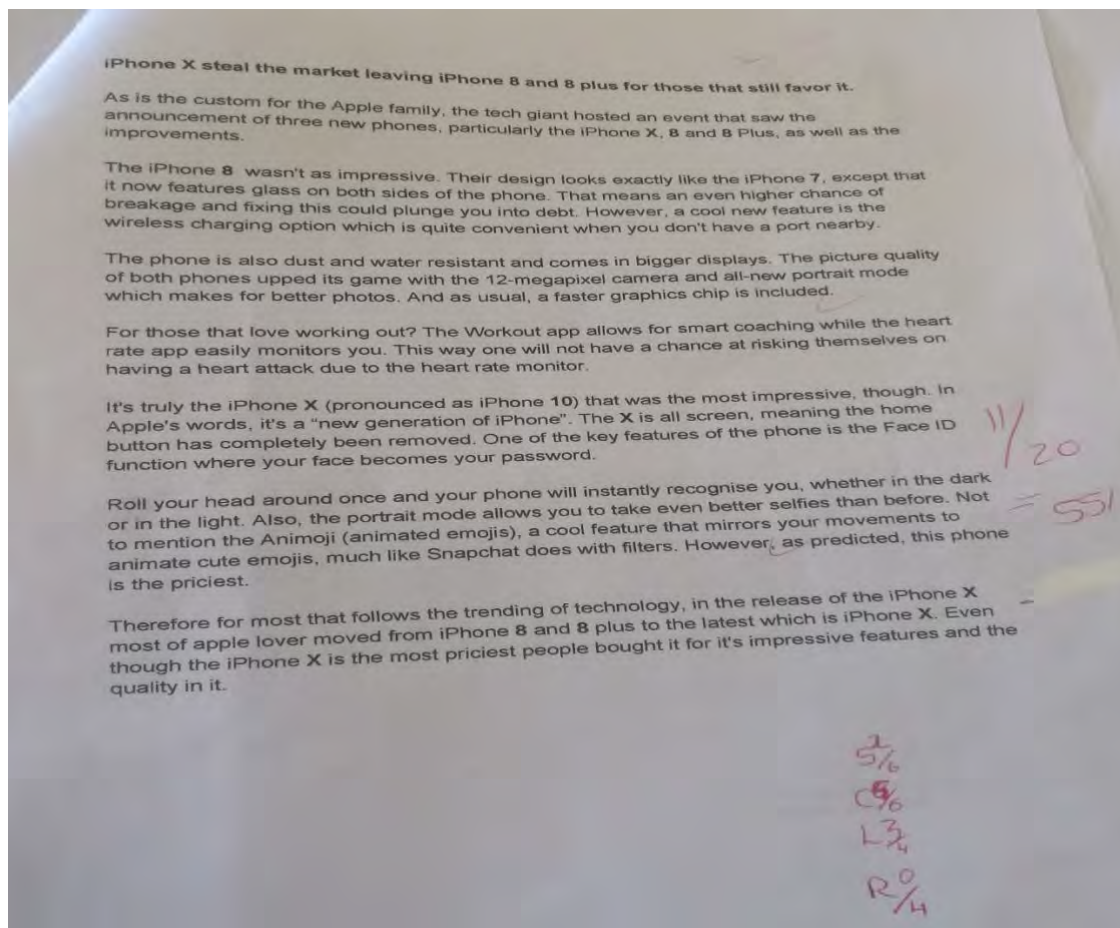 iPhone X steal the market leaving iPhone 8 and 8 plus for those that still favor it.
As is the custom for the Apple family, the tech giant hosted an event that saw the
announcement of three new phones, particularly the iPhone X, 8 and 8 Plus, as well as the
improvements.
The iPhone 8 wasn't as impressive. Their design looks exactly like the iPhone 7, except that
it now features glass on both sides of the phone. That means an even higher chance of
breakage and fixing this could plunge you into debt. However, a cool new feature is the
wireless charging option which is quite convenient when you don't have a port nearby.
The phone is also dust and water resistant and comes in bigger displays. The picture quality
of both phones upped its game with the 12-megapixel camera and all-new portrait mode
which makes for better photos. And as usual, a faster graphics chip is included.
For those that love working out? The Workout app allows for smart coaching while the heart
rate app easily monitors you. This way one will not have a chance at risking themselves on
having a heart attack due to the heart rate monitor.
It's truly the iPhone X (pronounced as iPhone 10) that was the most impressive, though. In
Apple's words, it's a “new generation of iPhone”. The X is all screen, meaning the home
button has completely been removed. One of the key features of the phone is the Face ID
function where your face becomes your password.
11/20
Roll your head around once and your phone will instantly recognise you, whether in the dark
or in the light. Also, the portrait mode allows you to take even better selfies than before. Not
= 55
to mention the Animoji (animated emojis), a cool feature that mirrors your movements to
animate cute emojis, much like Snapchat does with filters. However, as predicted, this phone
is the priciest.
Therefore for most that follows the trending of technology, in the release of the iPhone X
most of apple lover moved from iPhone 8 and 8 plus to the latest which is iPhone X. Even
though the iPhone X is the most priciest people bought it for it's impressive features and the
quality in it.
C 5/6
L 3/4
R 0/4